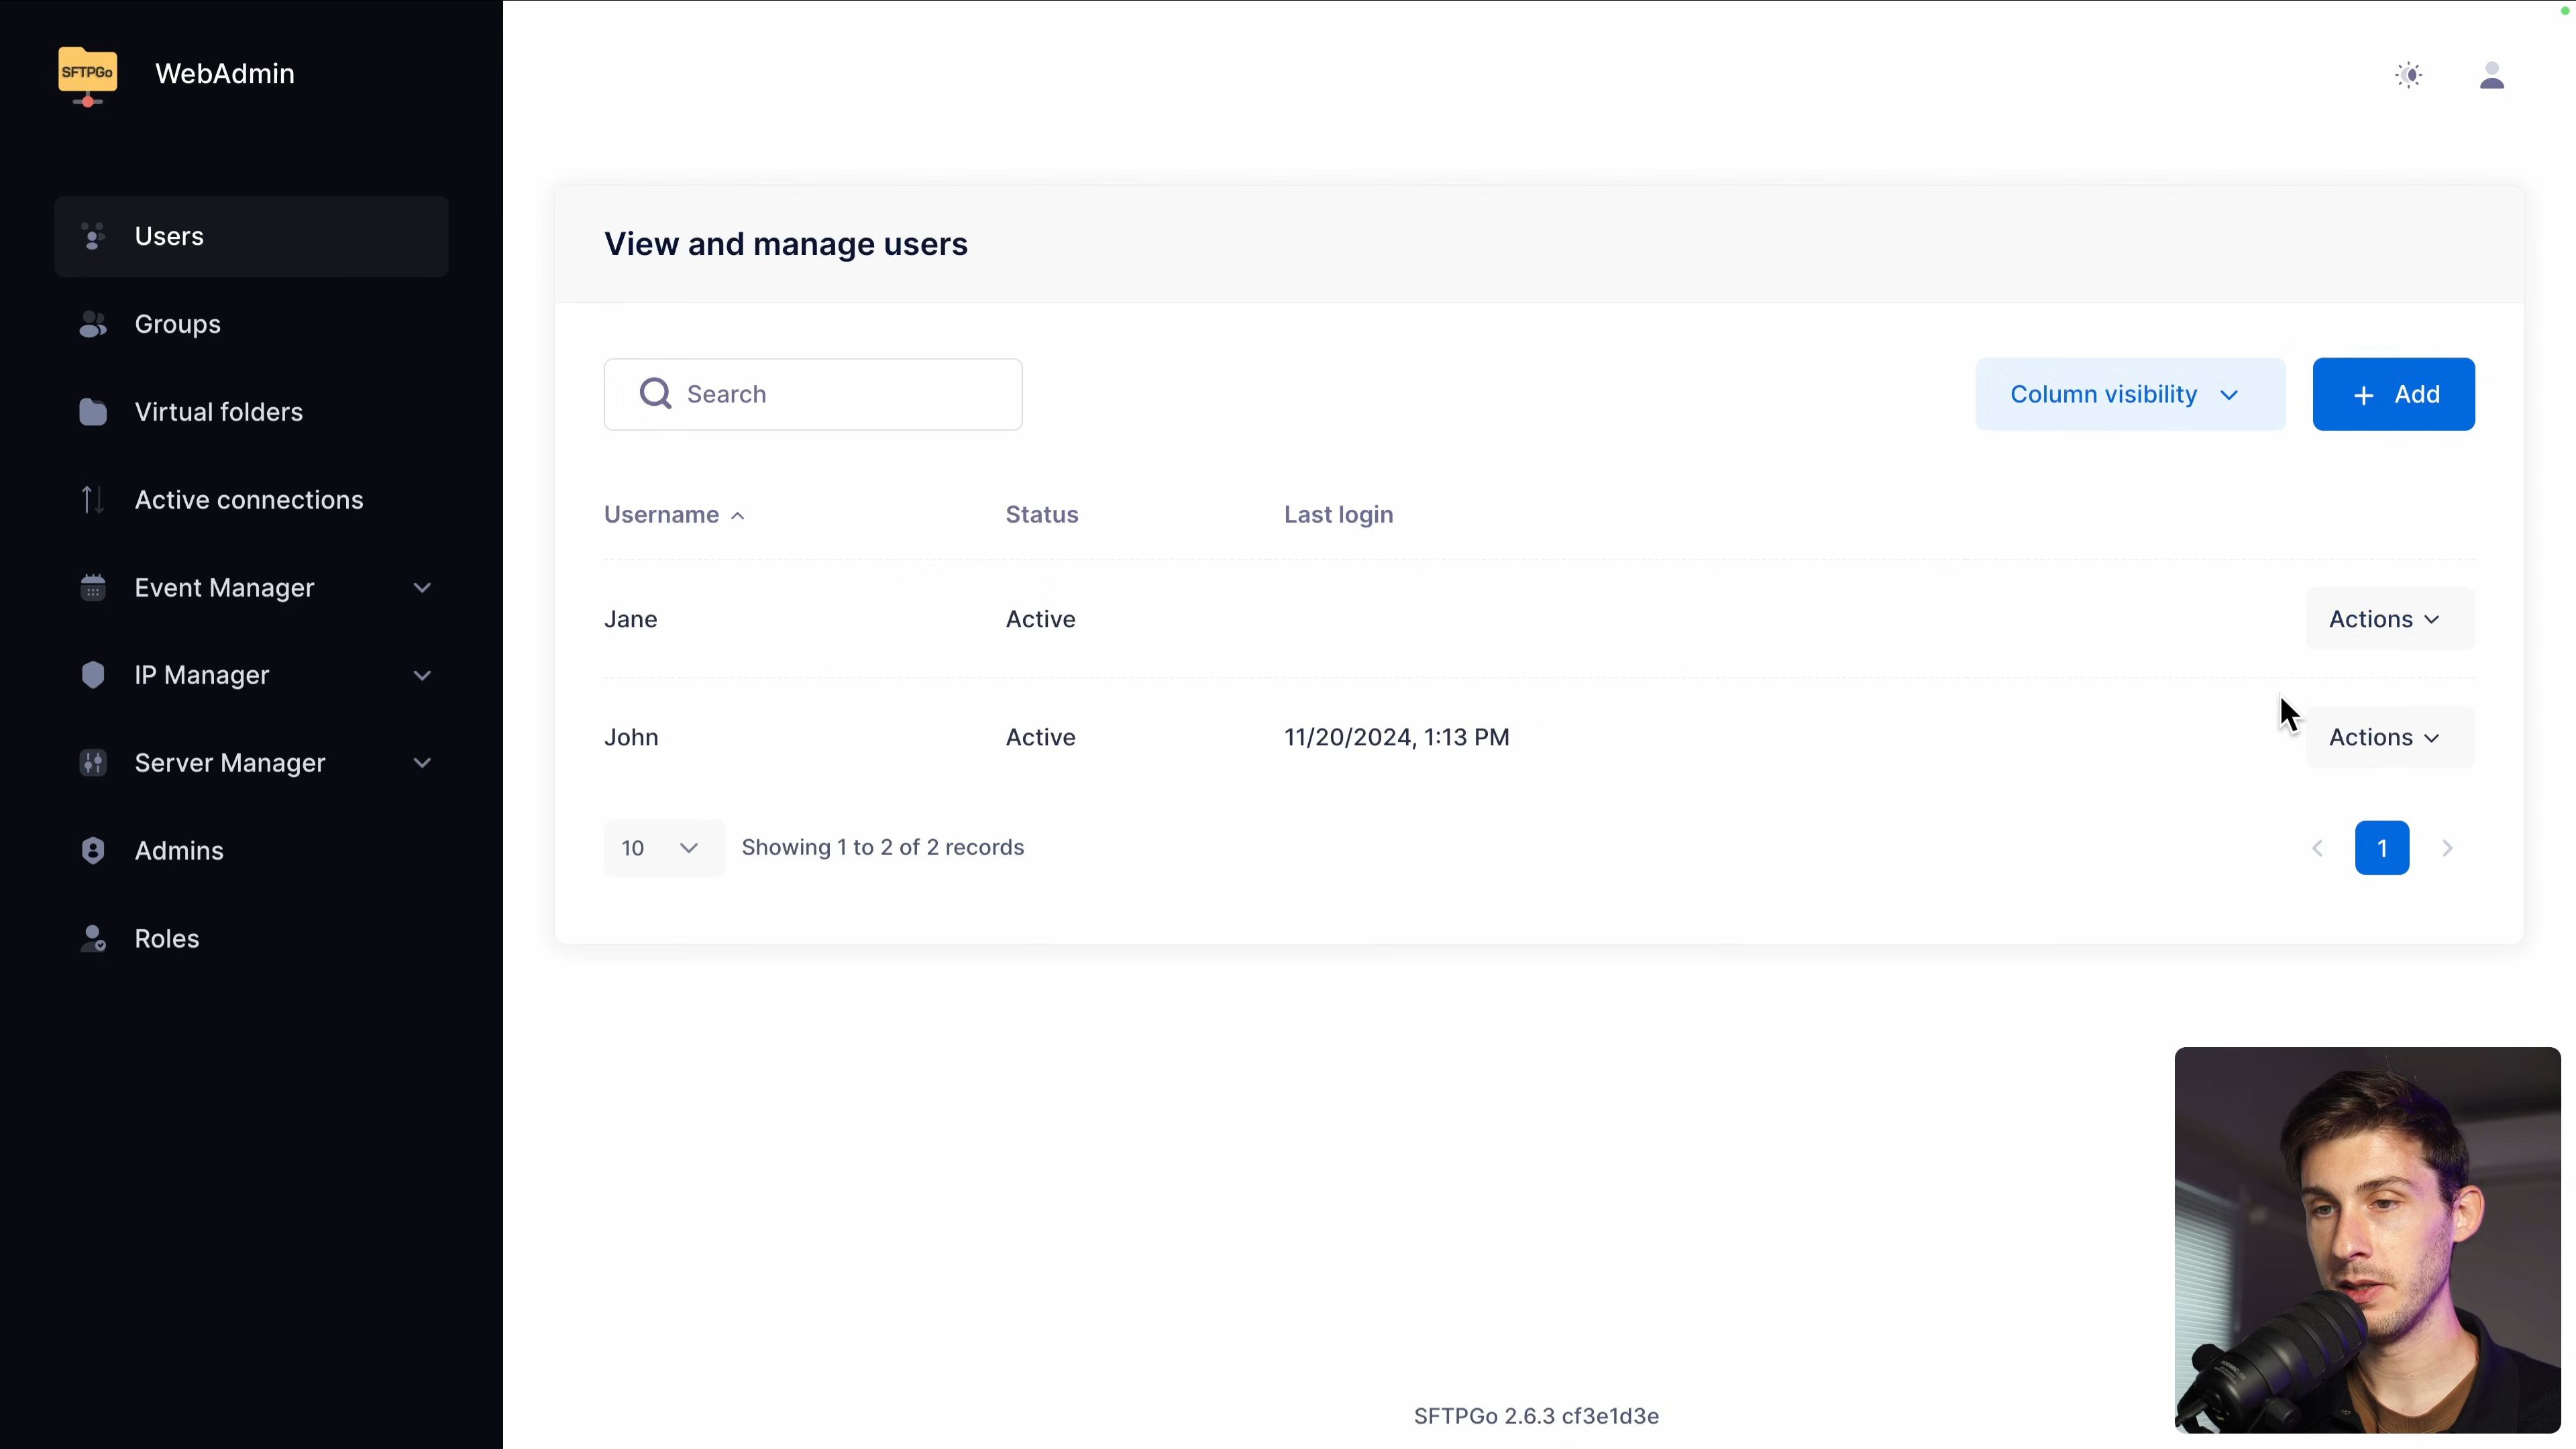 SFTPGo
WebAdmin
Users
Groups
Virtual folders
Active connections
Event Manager
IP Manager
Server Manager
Admins
Roles
View and manage users
Search
Column visibility
+ Add
Username
Status
Last login
Jane
Active
Actions
John
Active
11/20/2024, 1:13 PM
Actions
10
Showing 1 to 2 of 2 records
1
SFTPGo 2.6.3 cf3e1d3e